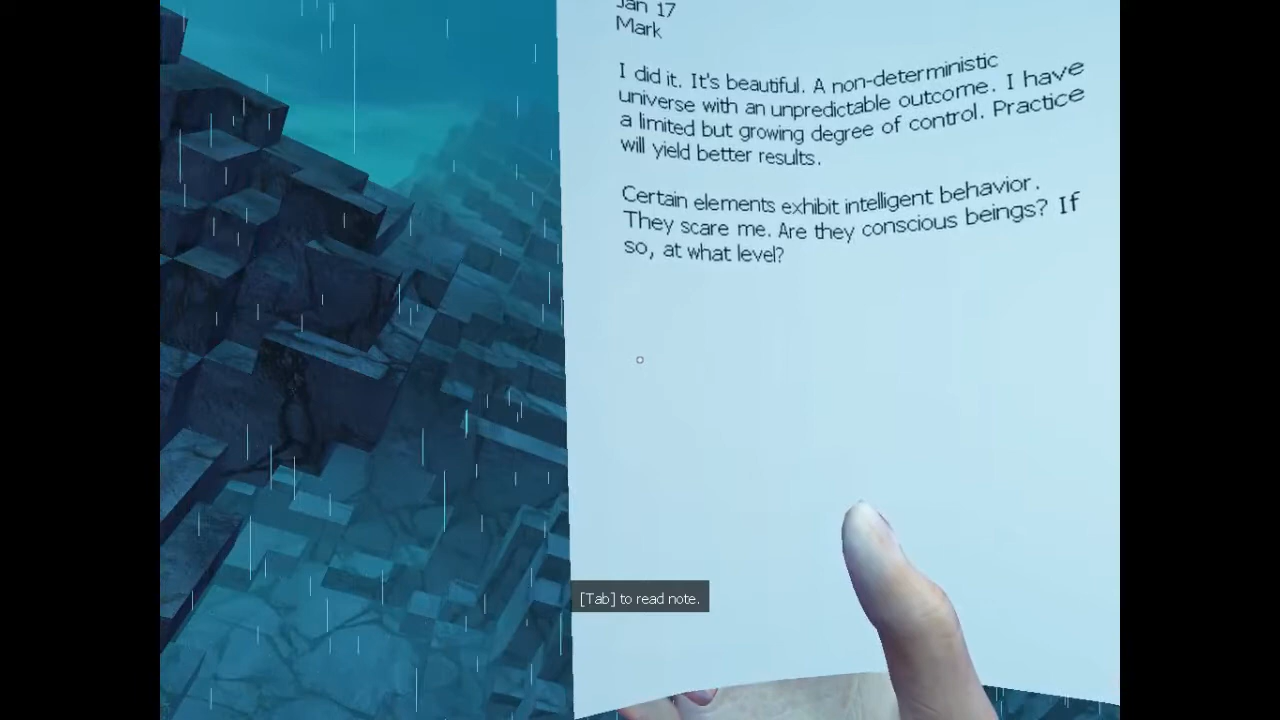 Jan 17
Mark
I did it. It's beautiful. A non-deterministic
universe with an unpredictable outcome. I have
a limited but growing degree of control. Practice
will yield better results.
Certain elements exhibit intelligent behavior.
They scare me. Are they conscious beings? If
so, at what level?
[Tab] to read note.